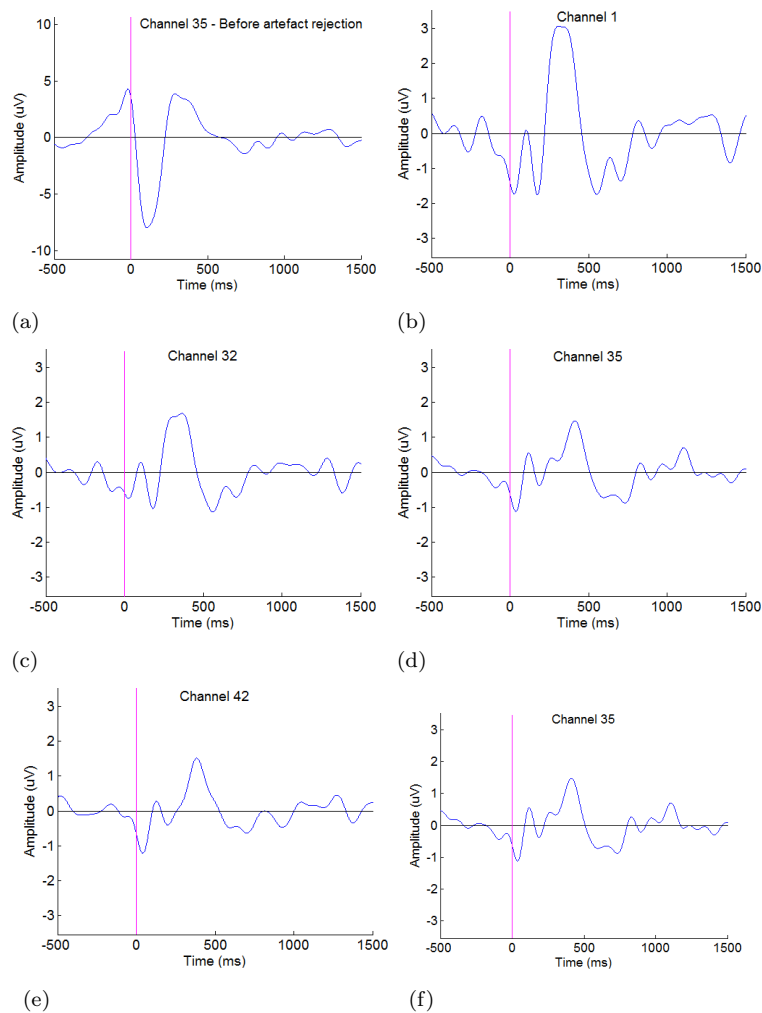 Channel 35 - Before artefact rejection
10
5
0
-5
-10
Amplitude (uV)
-500 0 500 1000 1500
Time (ms)
(a)
Channel 1
3
2
1
0
-1
-2
-3
Amplitude (uV)
-500 0 500 1000 1500
Time (ms)
(b)
Channel 32
3
2
1
0
-1
-2
-3
Amplitude (uV)
-500 0 500 1000 1500
Time (ms)
(c)
Channel 35
3
2
1
0
-1
-2
-3
Amplitude (uV)
-500 0 500 1000 1500
Time (ms)
(d)
Channel 42
3
2
1
0
-1
-2
-3
Amplitude (uV)
-500 0 500 1000 1500
Time (ms)
(e)
Channel 35
3
2
1
0
-1
-2
-3
Amplitude (uV)
-500 0 500 1000 1500
Time (ms)
(f)